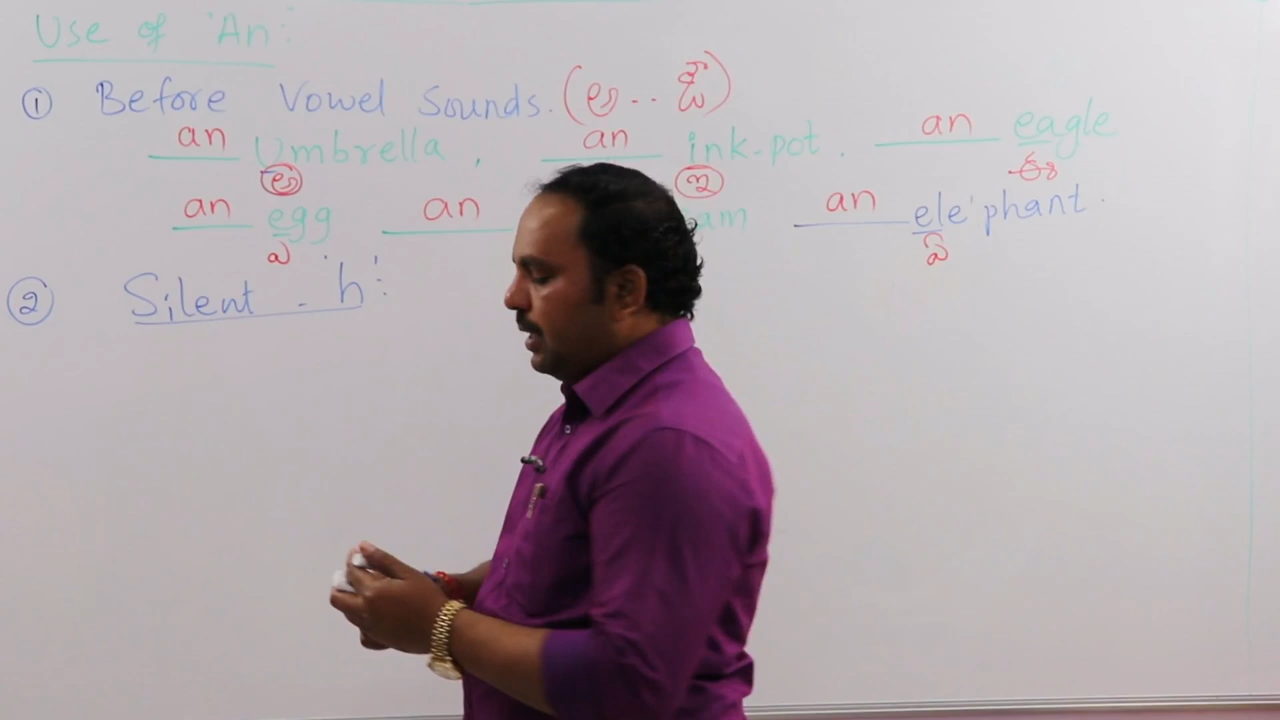 Use of 'An:'
① Before Vowel Sounds. (అ .. ఔ)
an Umbrella , an ink-pot . an eagle
అ ఇ ఈ
an egg an am an ele'phant .
ఎ ఎ
② Silent - 'h':